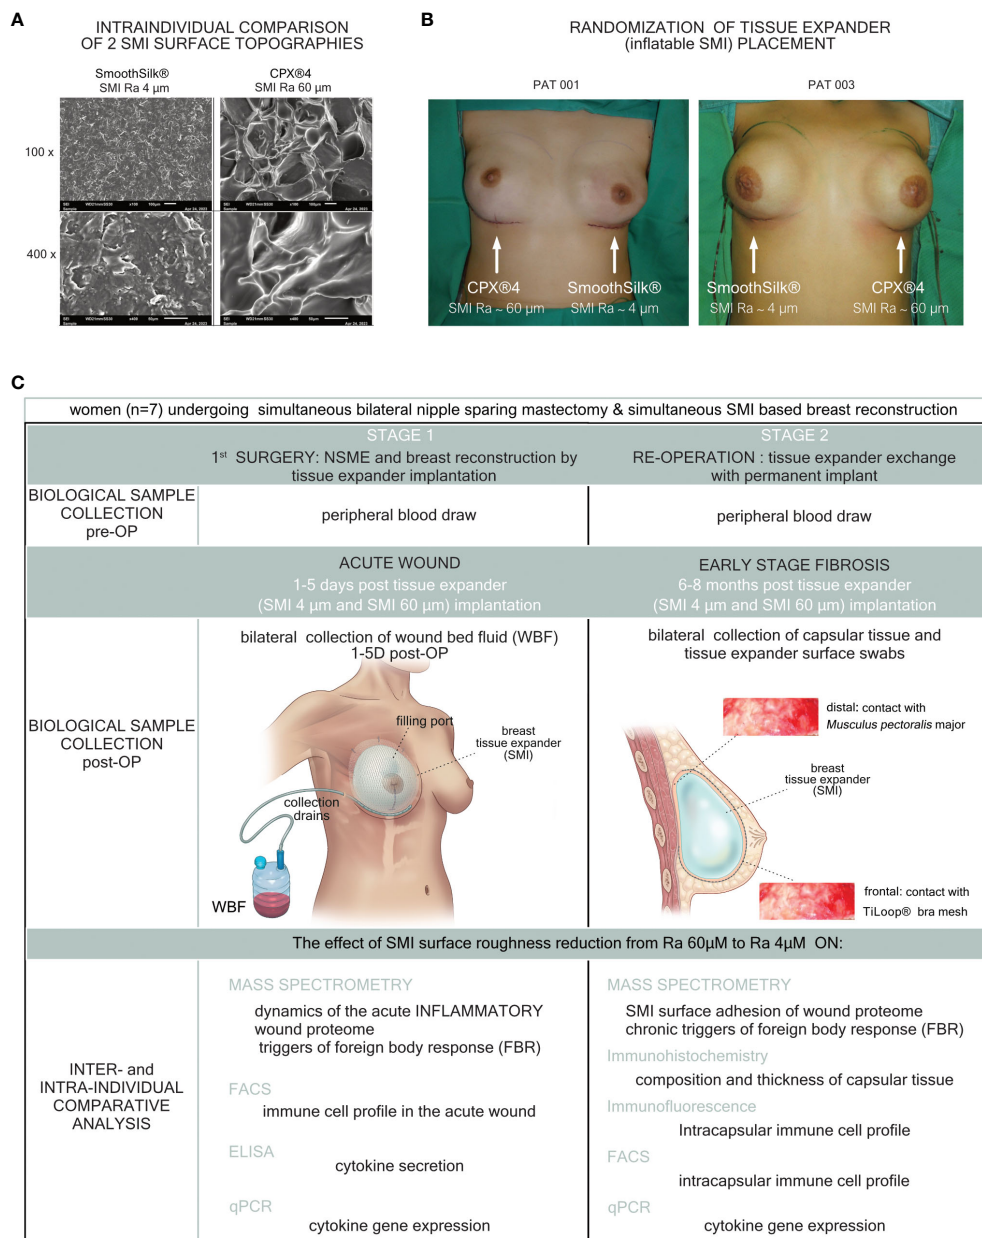 A
INTRAINDIVIDUAL COMPARISON
OF 2 SMI SURFACE TOPOGRAPHIES
SmoothSilk®
SMI Ra 4 µm
CPX®4
SMI Ra 60 µm
100 x
400 x
B
RANDOMIZATION OF TISSUE EXPANDER
(inflatable SMI) PLACEMENT
PAT 001
PAT 003
CPX®4
SMI Ra ~ 60 µm
SmoothSilk®
SMI Ra ~ 4 µm
SmoothSilk®
SMI Ra ~ 4 µm
CPX®4
SMI Ra ~ 60 µm
C
women (n=7) undergoing simultaneous bilateral nipple sparing mastectomy & simultaneous SMI based breast reconstruction
STAGE 1
1st SURGERY: NSME and breast reconstruction by
tissue expander implantation
STAGE 2
RE-OPERATION : tissue expander exchange
with permanent implant
BIOLOGICAL SAMPLE
COLLECTION
pre-OP
peripheral blood draw
peripheral blood draw
ACUTE WOUND
1-5 days post tissue expander
(SMI 4 µm and SMI 60 µm) implantation
EARLY STAGE FIBROSIS
6-8 months post tissue expander
(SMI 4 µm and SMI 60 µm) implantation
BIOLOGICAL SAMPLE
COLLECTION
post-OP
bilateral collection of wound bed fluid (WBF)
1-5D post-OP
filling port
breast
tissue expander
(SMI)
collection
drains
WBF
bilateral collection of capsular tissue and
tissue expander surface swabs
distal: contact with
Musculus pectoralis major
breast
tissue expander
(SMI)
frontal: contact with
TiLoop® bra mesh
The effect of SMI surface roughness reduction from Ra 60µM to Ra 4µM ON:
INTER- and
INTRA-INDIVIDUAL
COMPARATIVE
ANALYSIS
MASS SPECTROMETRY
dynamics of the acute INFLAMMATORY
wound proteome
triggers of foreign body response (FBR)
FACS
immune cell profile in the acute wound
ELISA
cytokine secretion
qPCR
cytokine gene expression
MASS SPECTROMETRY
SMI surface adhesion of wound proteome
chronic triggers of foreign body response (FBR)
Immunohistochemistry
composition and thickness of capsular tissue
Immunofluorescence
Intracapsular immune cell profile
FACS
intracapsular immune cell profile
qPCR
cytokine gene expression